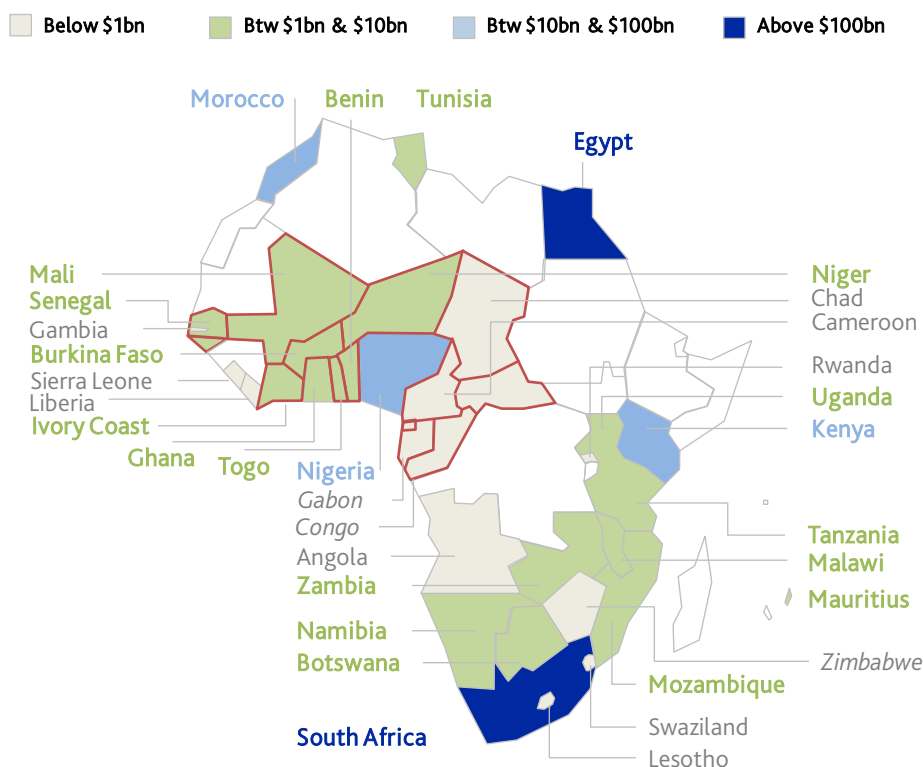 Below $1bn
Btw $1bn & $10bn
Btw $10bn & $100bn
Above $100bn
Morocco
Benin
Tunisia
Egypt
Mali
Senegal
Gambia
Burkina Faso
Sierra Leone
Liberia
Ivory Coast
Ghana
Togo
Nigeria
Gabon
Congo
Angola
Zambia
Namibia
Botswana
South Africa
Niger
Chad
Cameroon
Rwanda
Uganda
Kenya
Tanzania
Malawi
Mauritius
Zimbabwe
Mozambique
Swaziland
Lesotho